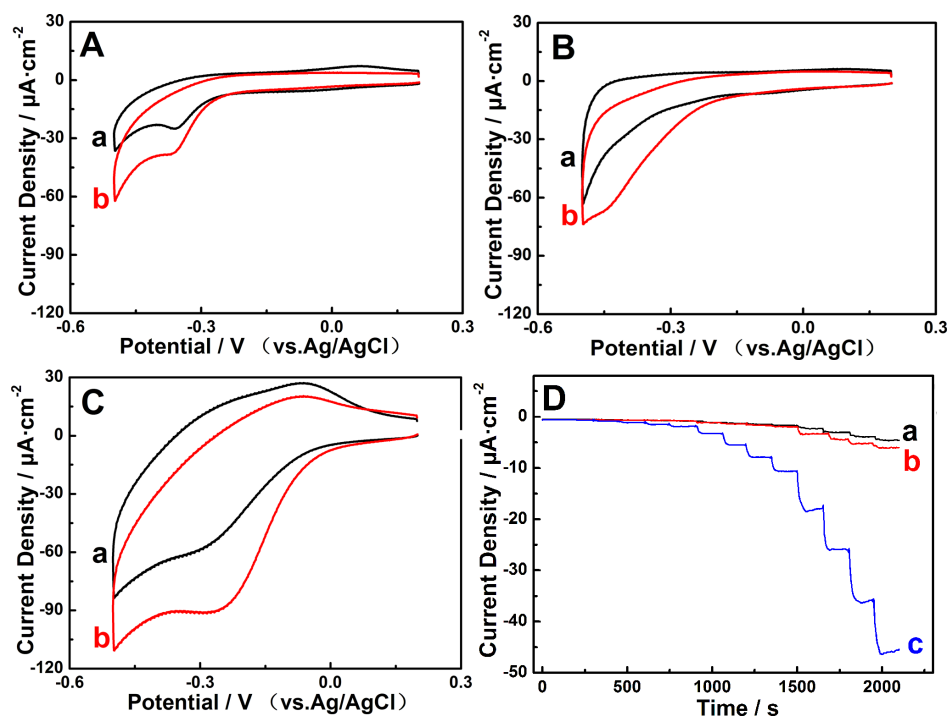 A
30
0
-30
-60
-90
-120
Current Density / μA·cm-2
a
b
-0.6
-0.3
0.0
0.3
Potential / V （vs.Ag/AgCl）
B
30
0
-30
-60
-90
-120
Current Density / μA·cm-2
a
b
-0.6
-0.3
0.0
0.3
Potential / V （vs.Ag/AgCl）
C
30
0
-30
-60
-90
-120
Current Density / μA·cm-2
a
b
-0.6
-0.3
0.0
0.3
Potential / V （vs.Ag/AgCl）
D
0
-10
-20
-30
-40
-50
Current Density / μA·cm-2
a
b
c
0
500
1000
1500
2000
Time / s